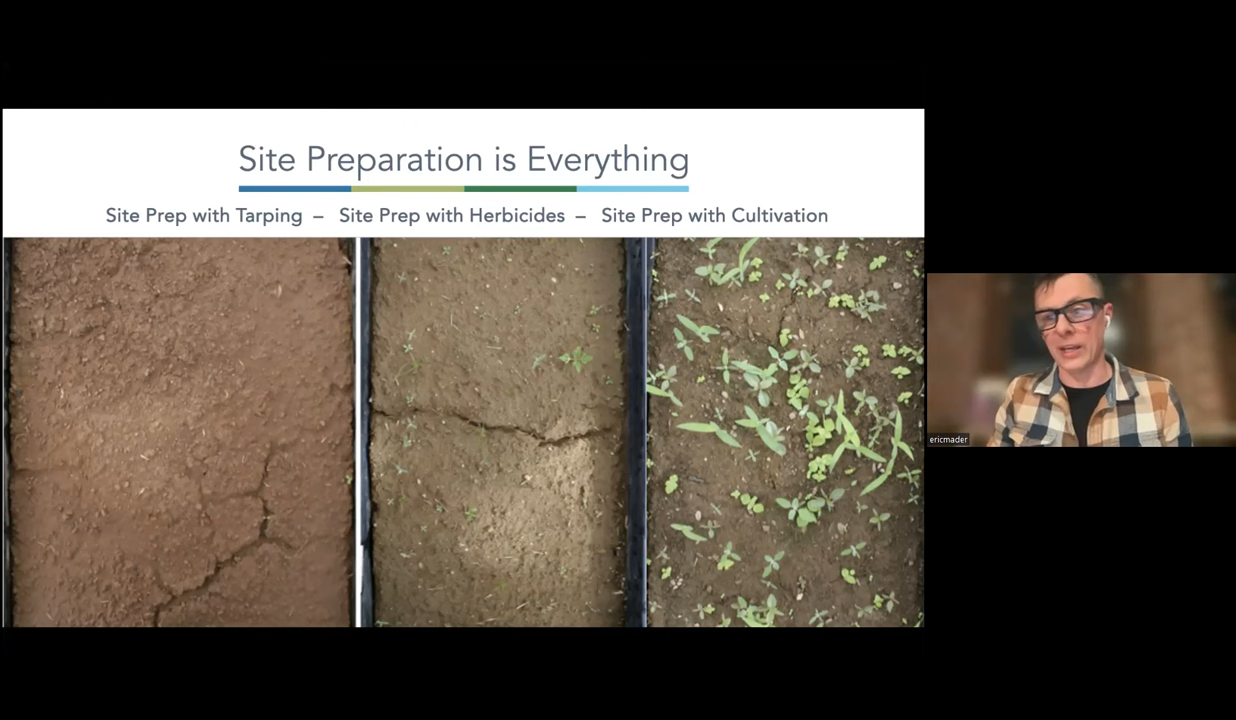 Site Preparation is Everything
Site Prep with Tarping – Site Prep with Herbicides – Site Prep with Cultivation
ericmader